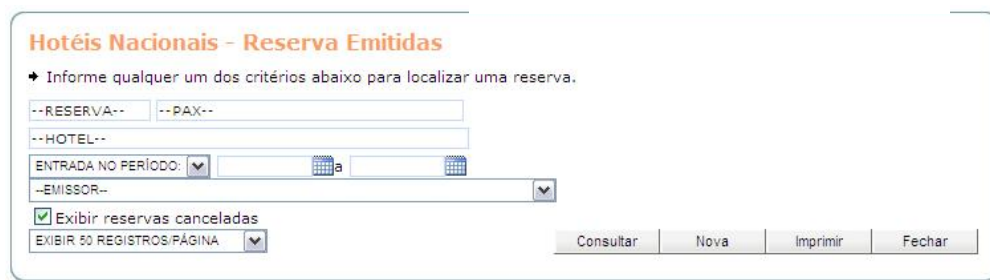 Hotéis Nacionais - Reserva Emitidas
Informe qualquer um dos critérios abaixo para localizar uma reserva.
--RESERVA-- --PAX--
--HOTEL--
ENTRADA NO PERÍODO: a
--EMISSOR--
Exibir reservas canceladas
EXIBIR 50 REGISTROS/PÁGINA Consultar Nova Imprimir Fechar